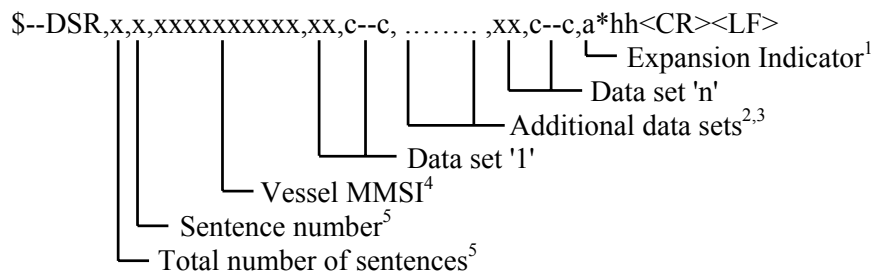 $--DSR,x,x,xxxxxxxxxx,xx,c--c, ........ ,xx,c--c,a*hh<CR><LF>
Expansion Indicator¹
Data set 'n'
Additional data sets²,³
Data set '1'
Vessel MMSI⁴
Sentence number⁵
Total number of sentences⁵